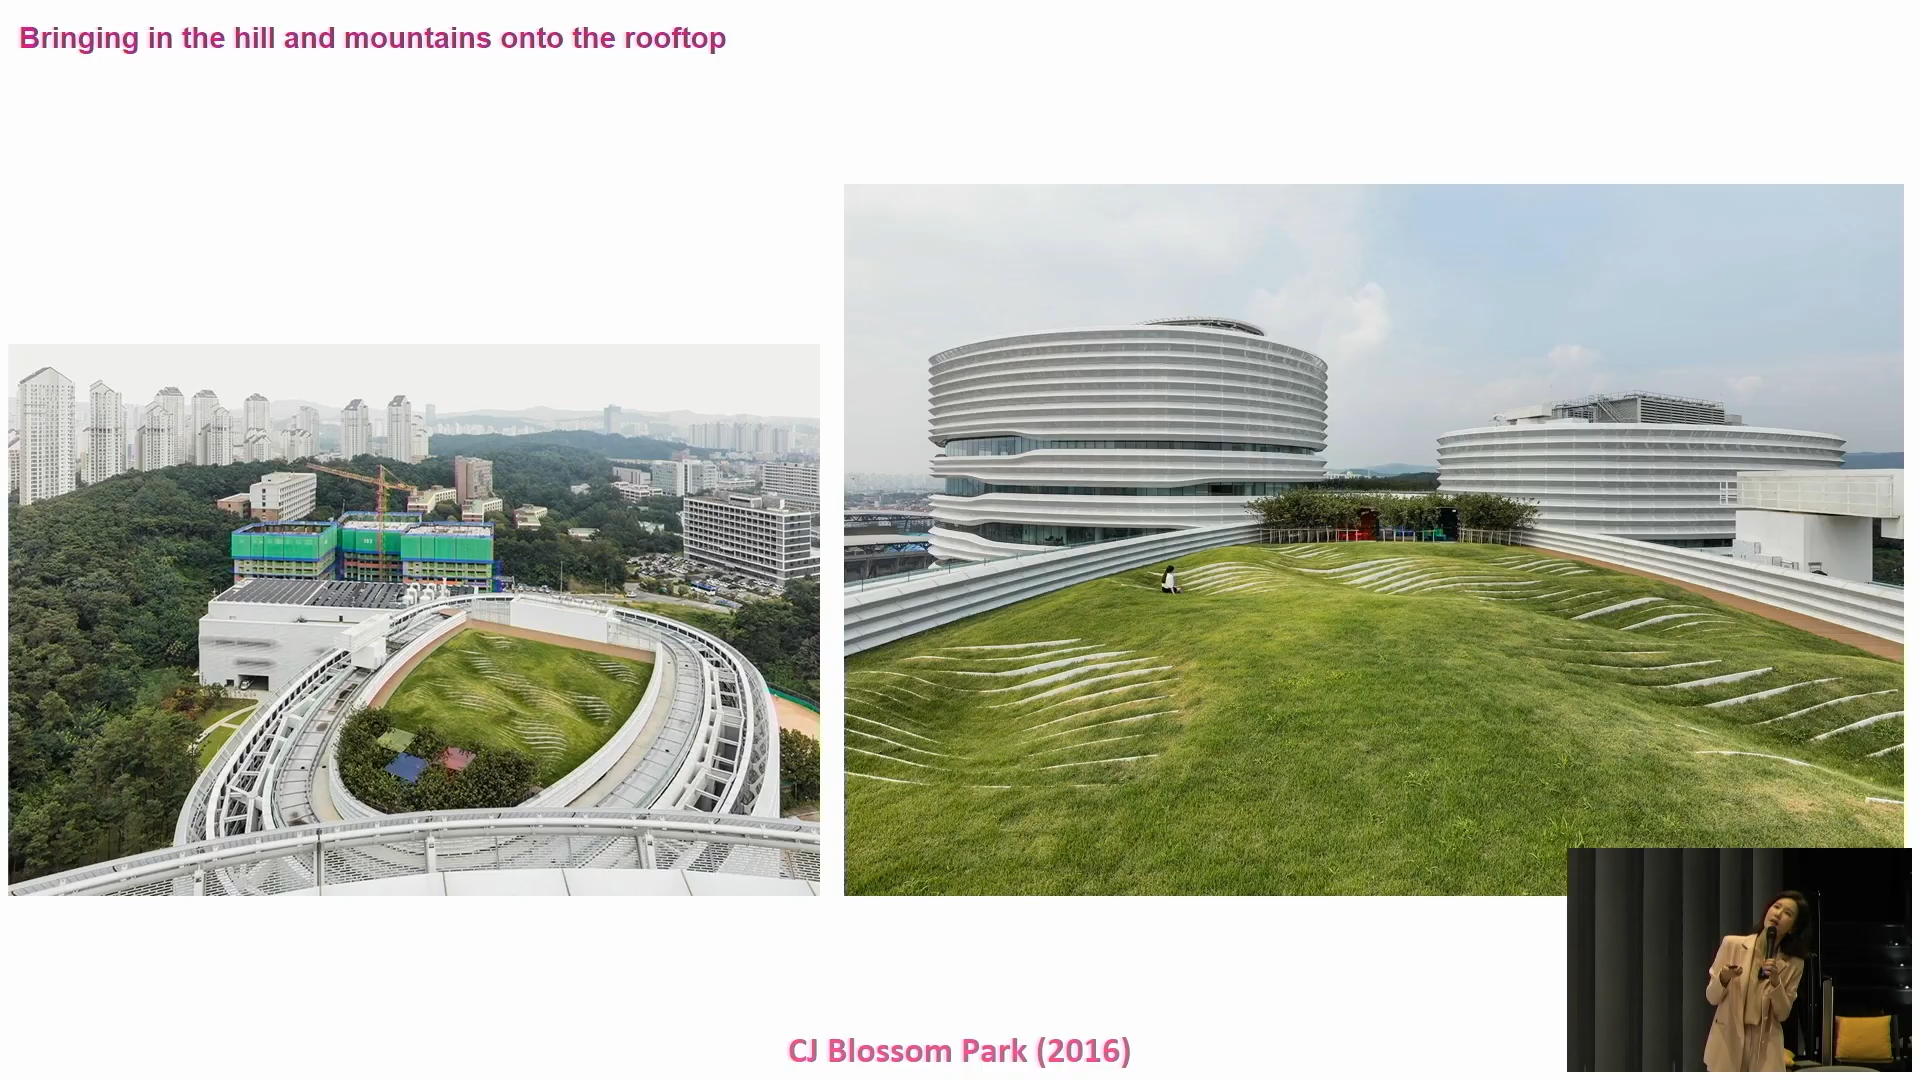 Bringing in the hill and mountains onto the rooftop
CJ Blossom Park (2016)